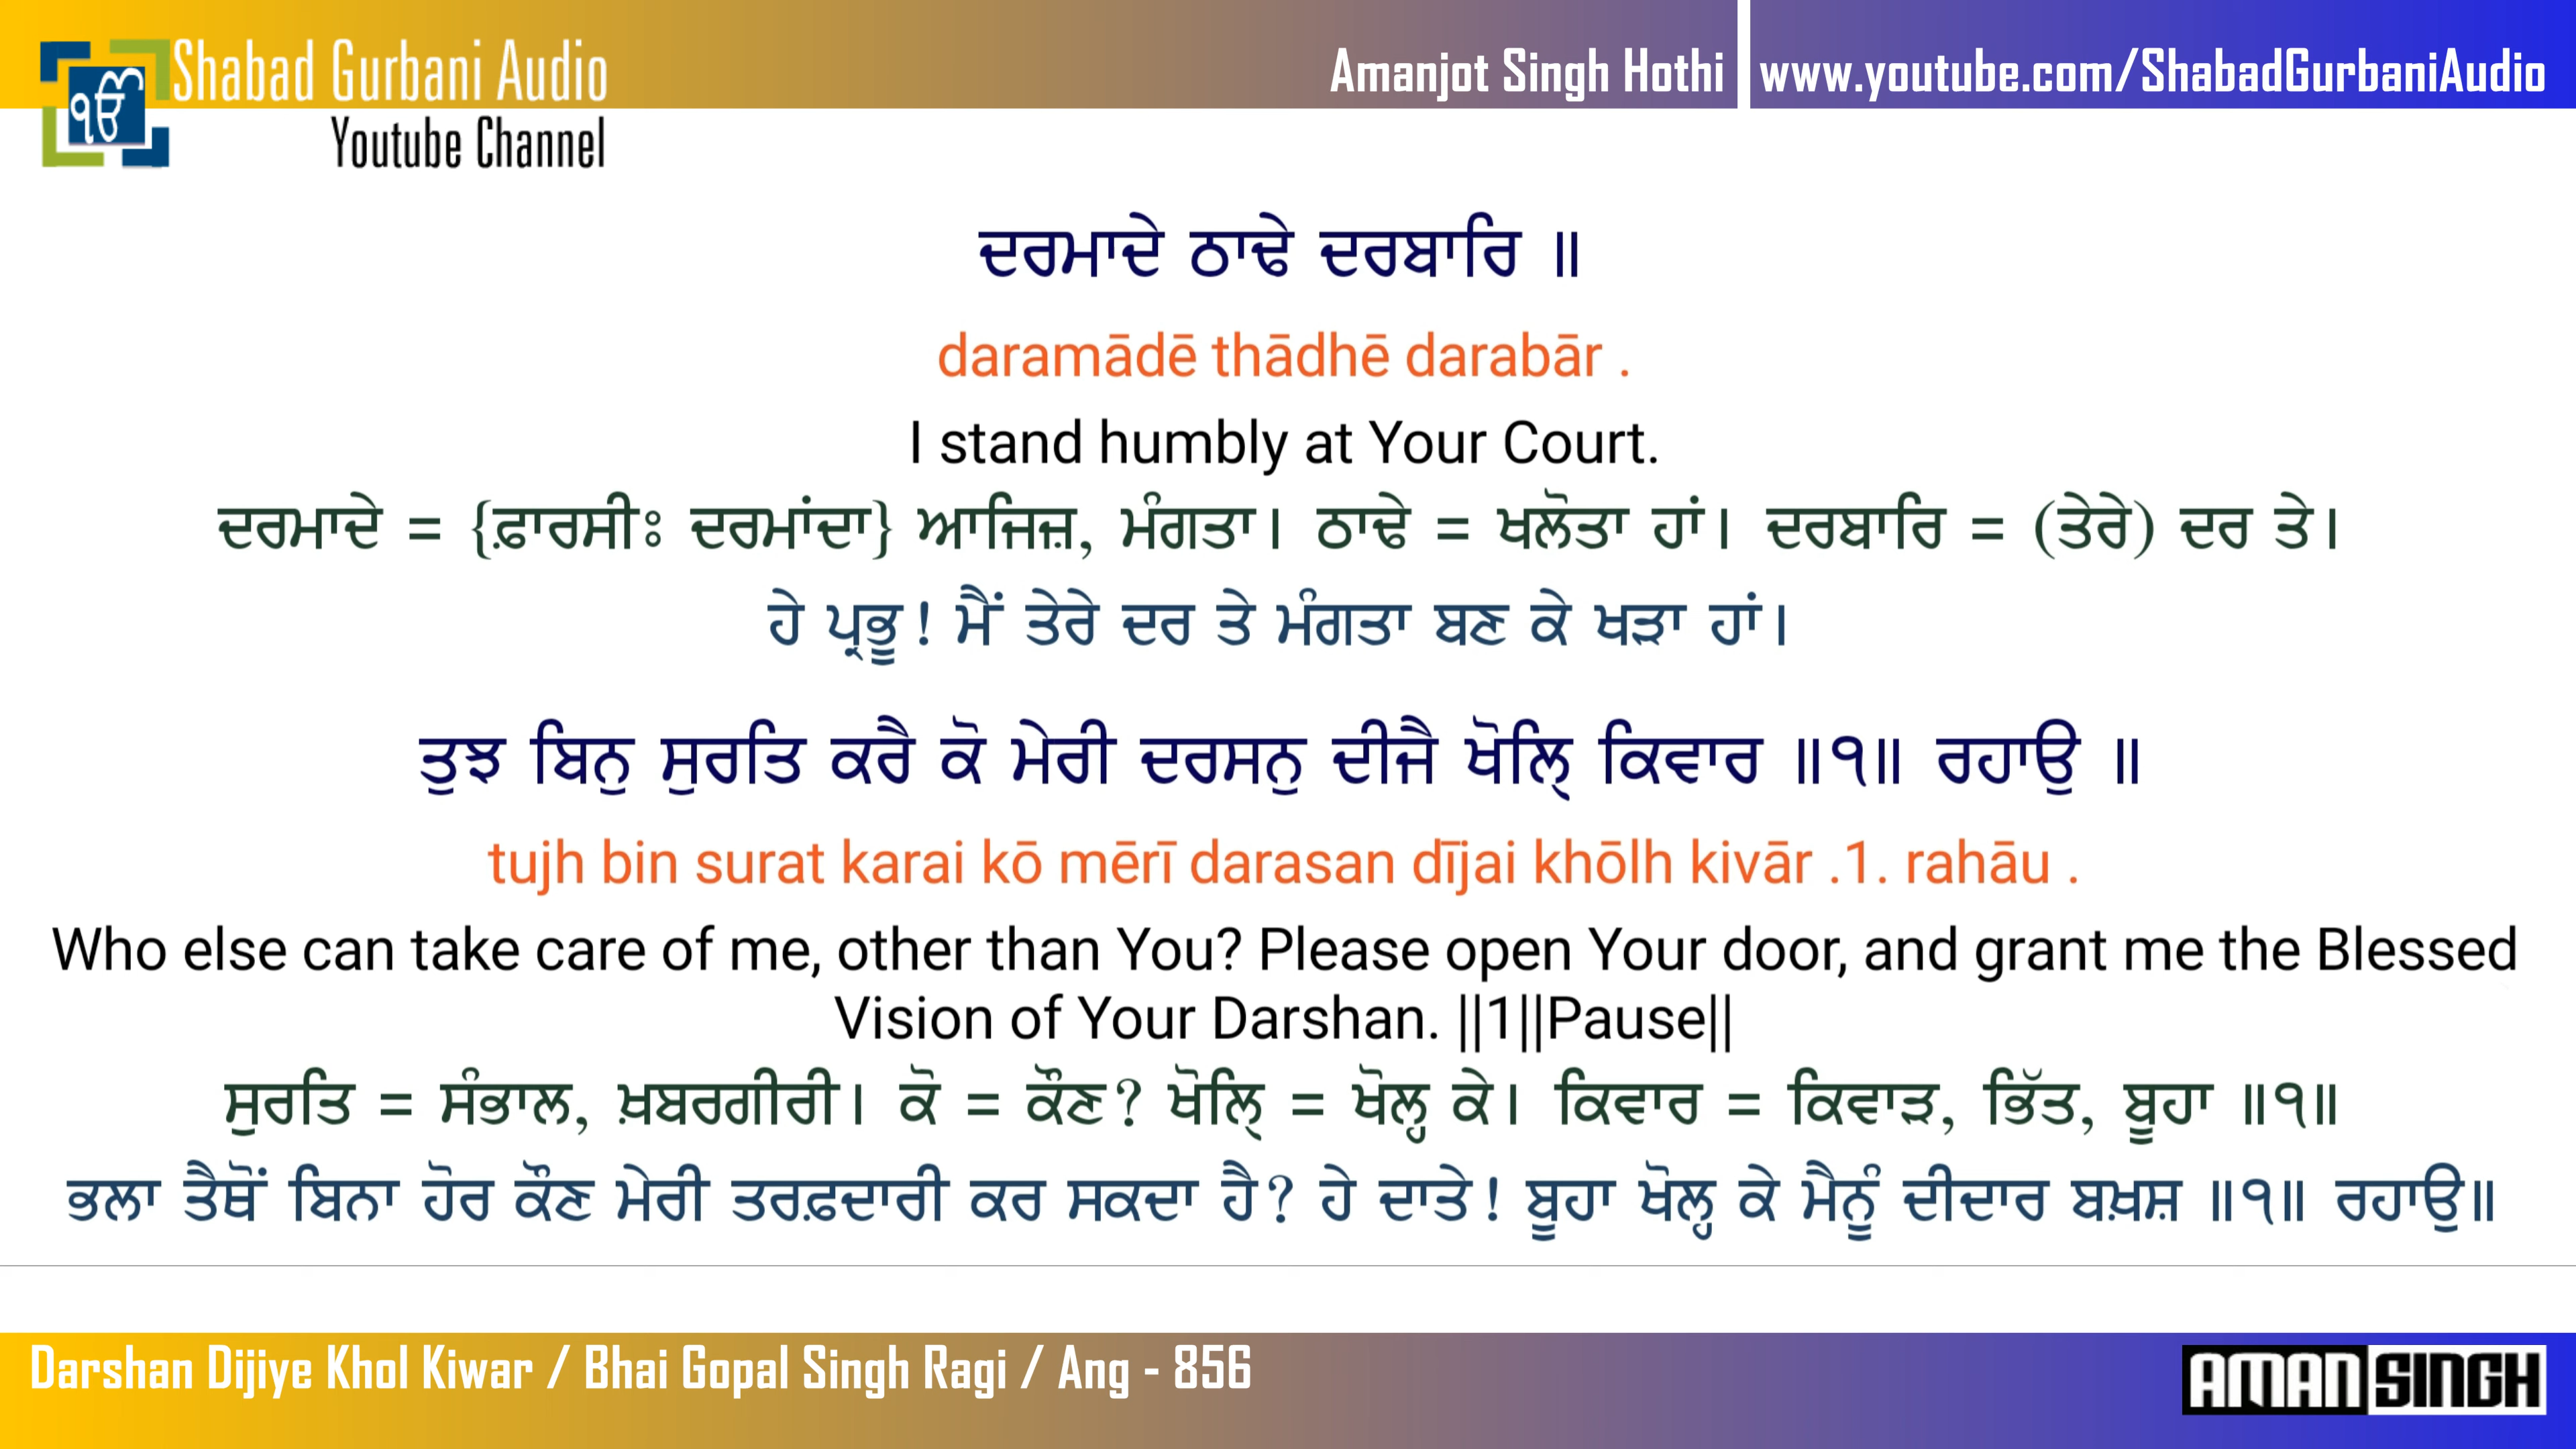 Shabad Gurbani Audio
Youtube Channel
ੴ
Amanjot Singh Hothi
www.youtube.com/ShabadGurbaniAudio
ਦਰਮਾਦੇ ਠਾਢੇ ਦਰਬਾਰਿ ॥
daramādē thādhē darabār .
I stand humbly at Your Court.
ਦਰਮਾਦੇ = {ਫ਼ਾਰਸੀਃ ਦਰਮਾਂਦਾ} ਆਜਿਜ਼, ਮੰਗਤਾ। ਠਾਢੇ = ਖਲੋਤਾ ਹਾਂ। ਦਰਬਾਰਿ = (ਤੇਰੇ) ਦਰ ਤੇ।
ਹੇ ਪ੍ਰਭੂ! ਮੈਂ ਤੇਰੇ ਦਰ ਤੇ ਮੰਗਤਾ ਬਣ ਕੇ ਖੜਾ ਹਾਂ।
ਤੁਝ ਬਿਨੁ ਸੁਰਤਿ ਕਰੈ ਕੋ ਮੇਰੀ ਦਰਸਨੁ ਦੀਜੈ ਖੋਲਿ੍ ਕਿਵਾਰ ॥੧॥ ਰਹਾਉ ॥
tujh bin surat karai kō mērī darasan dījai khōlh kivār .1. rahāu .
Who else can take care of me, other than You? Please open Your door, and grant me the Blessed
Vision of Your Darshan. ||1||Pause||
ਸੁਰਤਿ = ਸੰਭਾਲ, ਖ਼ਬਰਗੀਰੀ। ਕੋ = ਕੌਣ? ਖੋਲਿ੍ = ਖੋਲ੍ਹ ਕੇ। ਕਿਵਾਰ = ਕਿਵਾੜ, ਭਿੱਤ, ਬੂਹਾ ॥੧॥
ਭਲਾ ਤੈਥੋਂ ਬਿਨਾ ਹੋਰ ਕੌਣ ਮੇਰੀ ਤਰਫ਼ਦਾਰੀ ਕਰ ਸਕਦਾ ਹੈ? ਹੇ ਦਾਤੇ! ਬੂਹਾ ਖੋਲ੍ਹ ਕੇ ਮੈਨੂੰ ਦੀਦਾਰ ਬਖ਼ਸ਼ ॥੧॥ ਰਹਾਉ॥
Darshan Dijiye Khol Kiwar / Bhai Gopal Singh Ragi / Ang - 856
AMAN SINGH